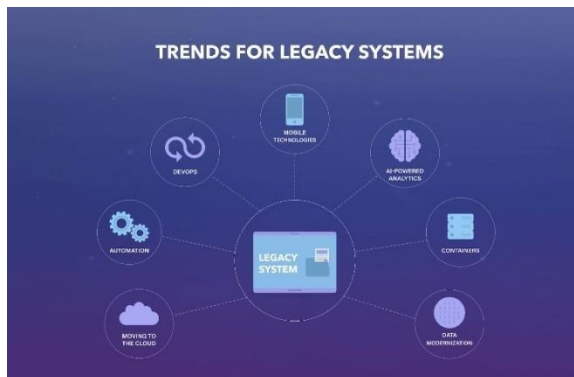 TRENDS FOR LEGACY SYSTEMS
MOBILE
TECHNOLOGIES
DEVOPS
AI-POWERED
ANALYTICS
AUTOMATION
LEGACY
SYSTEM
CONTAINERS
MOVING TO
THE CLOUD
DATA
MODERNIZATION